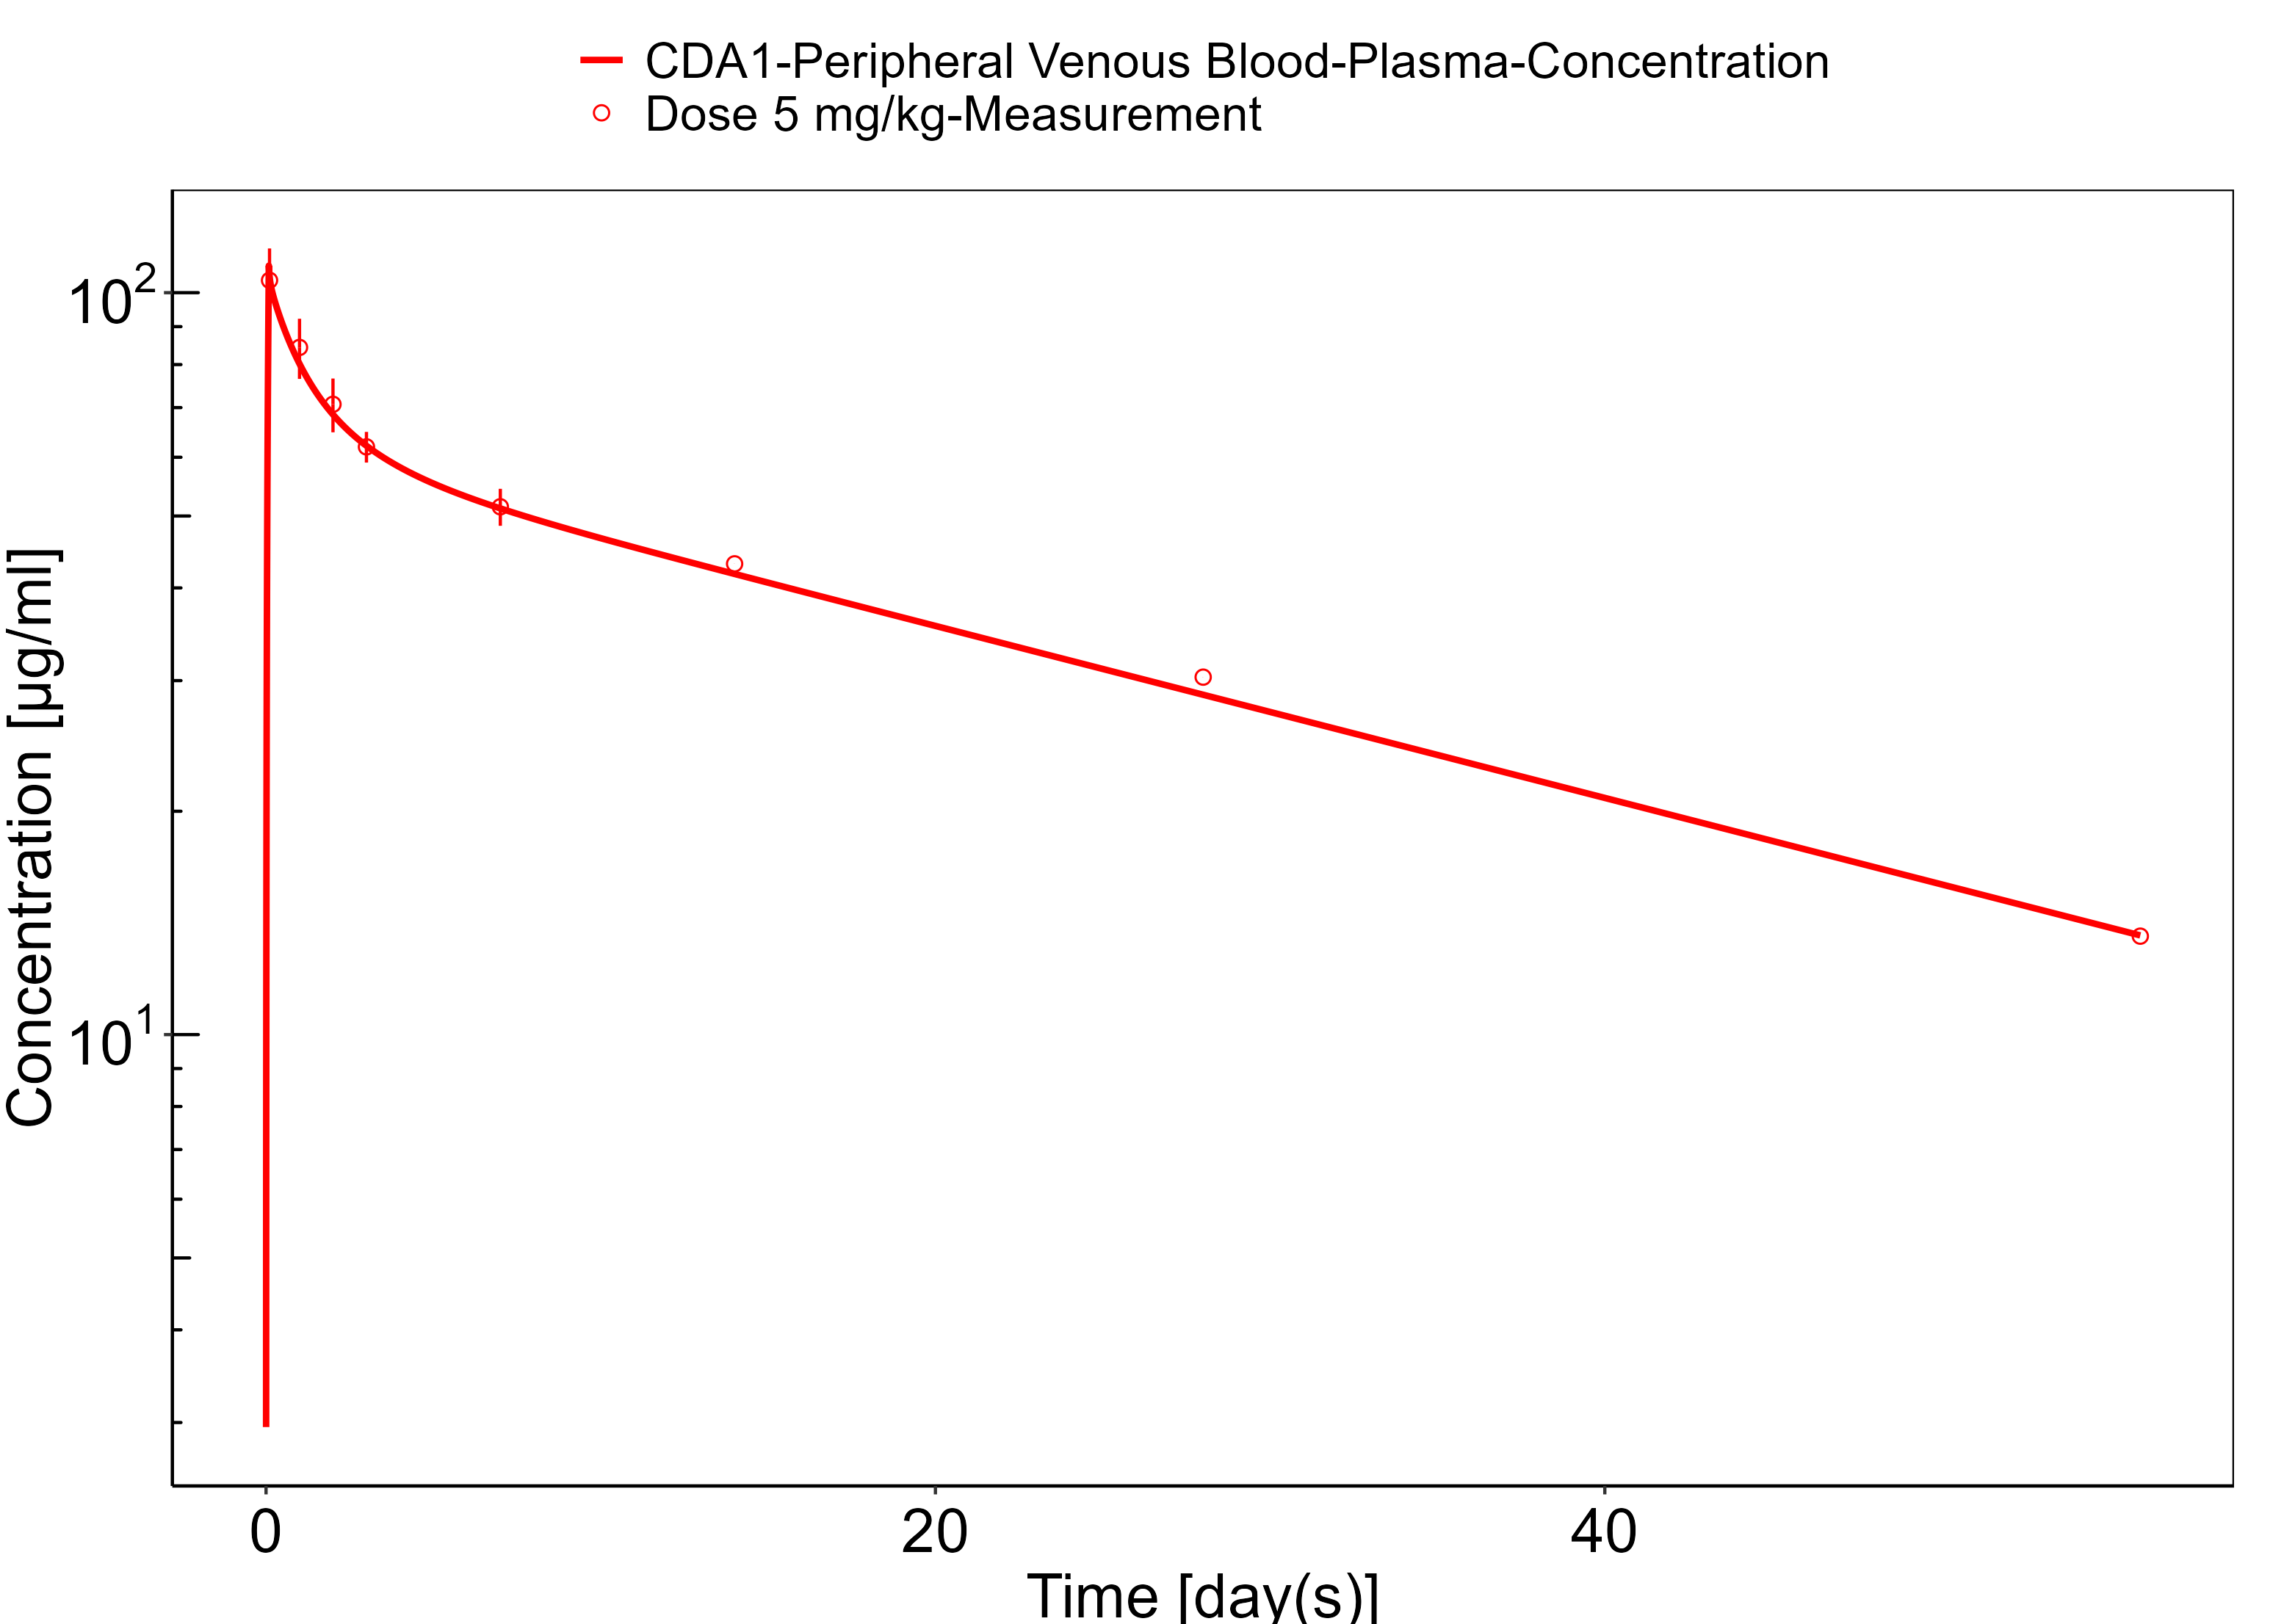 CDA1-Peripheral Venous Blood-Plasma-Concentration
Dose 5 mg/kg-Measurement
10²
10¹
Concentration [µg/ml]
0 20 40
Time [day(s)]